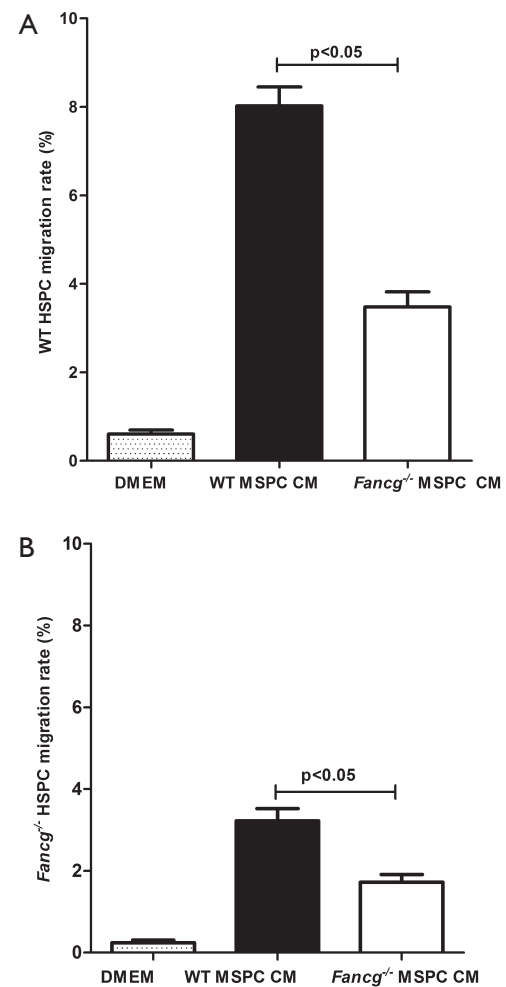 A
10
p<0.05
8
6
4
2
0
WT HSPC migration rate (%)
DMEM WT MSPC CM Fancg-/- MSPC CM
B
10
8
6
4
p<0.05
2
0
Fancg-/- HSPC migration rate (%)
DMEM WT MSPC CM Fancg-/- MSPC CM